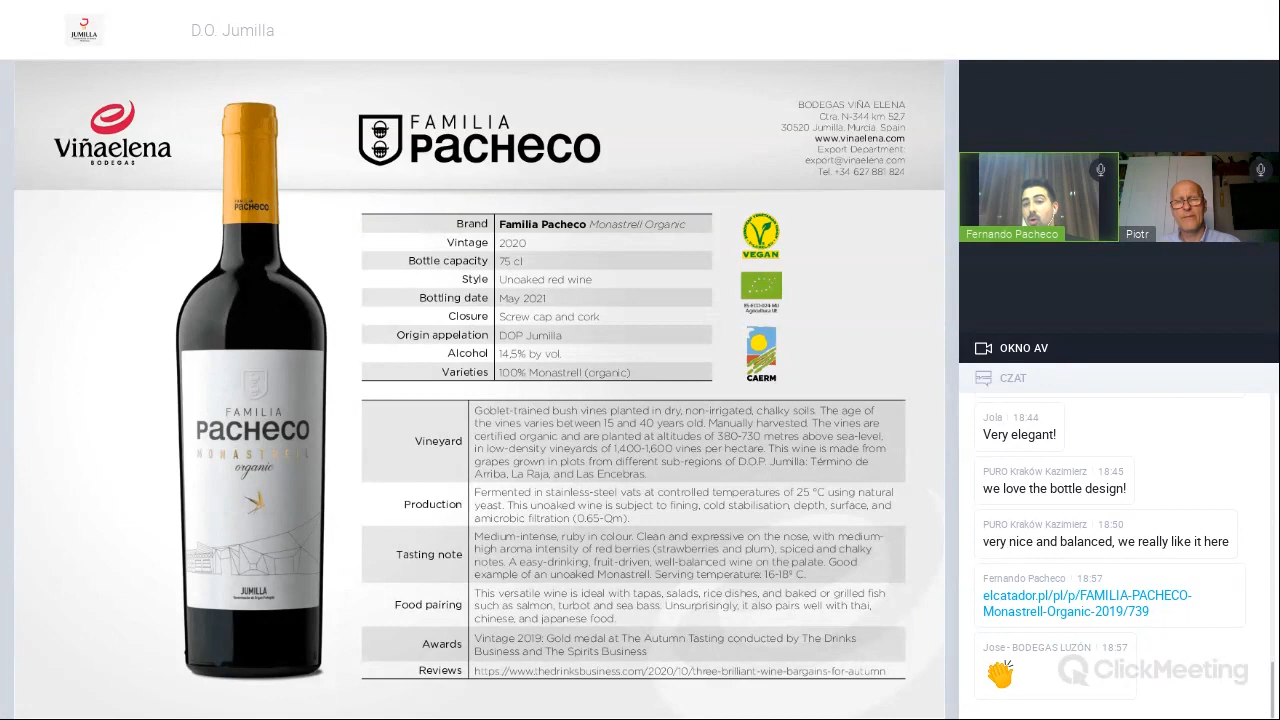 JUMILLA
D.O. Jumilla
Viñaelena
BODEGAS
FAMILIA
PACHECO
BODEGAS VIÑA ELENA
Ctra. N-344 km 52,7
30520 Jumilla, Murcia. Spain
www.vinaelena.com
Export Department:
export@vinaelena.com
Tel. +34 627 881 824
FAMILIA
PACHECO
Brand Familia Pacheco Monastrell Organic
Vintage 2020
Bottle capacity 75 cl
Style Unoaked red wine
Bottling date May 2021
Closure Screw cap and cork
Origin appelation DOP Jumilla
Alcohol 14,5% by vol.
Varieties 100% Monastrell (organic)
VEGAN
Agricultura UE
CAERM
FAMILIA
PACHECO
MONASTRELL
organic
JUMILLA
Vineyard
Goblet-trained bush vines planted in dry, non-irrigated, chalky soils. The age of
the vines varies between 15 and 40 years old. Manually harvested. The vines are
certified organic and are planted at altitudes of 380-730 metres above sea-level,
in low-density vineyards of 1,400-1,600 vines per hectare. This wine is made from
grapes grown in plots from different sub-regions of D.O.P. Jumilla: Término de
Arriba, La Raja, and Las Encebras.
Production
Fermented in stainless-steel vats at controlled temperatures of 25 °C using natural
yeast. This unoaked wine is subject to fining, cold stabilisation, depth, surface, and
amicrobic filtration (0.65-Qm).
Tasting note
Medium-intense, ruby in colour. Clean and expressive on the nose, with medium-
high aroma intensity of red berries (strawberries and plum), spiced and chalky
notes. A easy-drinking, fruit-driven, well-balanced wine on the palate. Good
example of an unoaked Monastrell. Serving temperature: 16-18º C.
Food pairing
This versatile wine is ideal with tapas, salads, rice dishes, and baked or grilled fish
such as salmon, turbot and sea bass. Unsurprisingly, it also pairs well with thai,
chinese, and japanese food.
Awards
Vintage 2019: Gold medal at The Autumn Tasting conducted by The Drinks
Business and The Spirits Business
Reviews https://www.thedrinksbusiness.com/2020/10/three-brilliant-wine-bargains-for-autumn
Fernando Pacheco
Piotr
OKNO AV
CZAT
Jola 18:44
Very elegant!
PURO Kraków Kazimierz 18:45
we love the bottle design!
PURO Kraków Kazimierz 18:50
very nice and balanced, we really like it here
Fernando Pacheco 18:57
elcatador.pl/pl/p/FAMILIA-PACHECO-
Monastrell-Organic-2019/739
Jose - BODEGAS LUZÓN 18:57
ClickMeeting